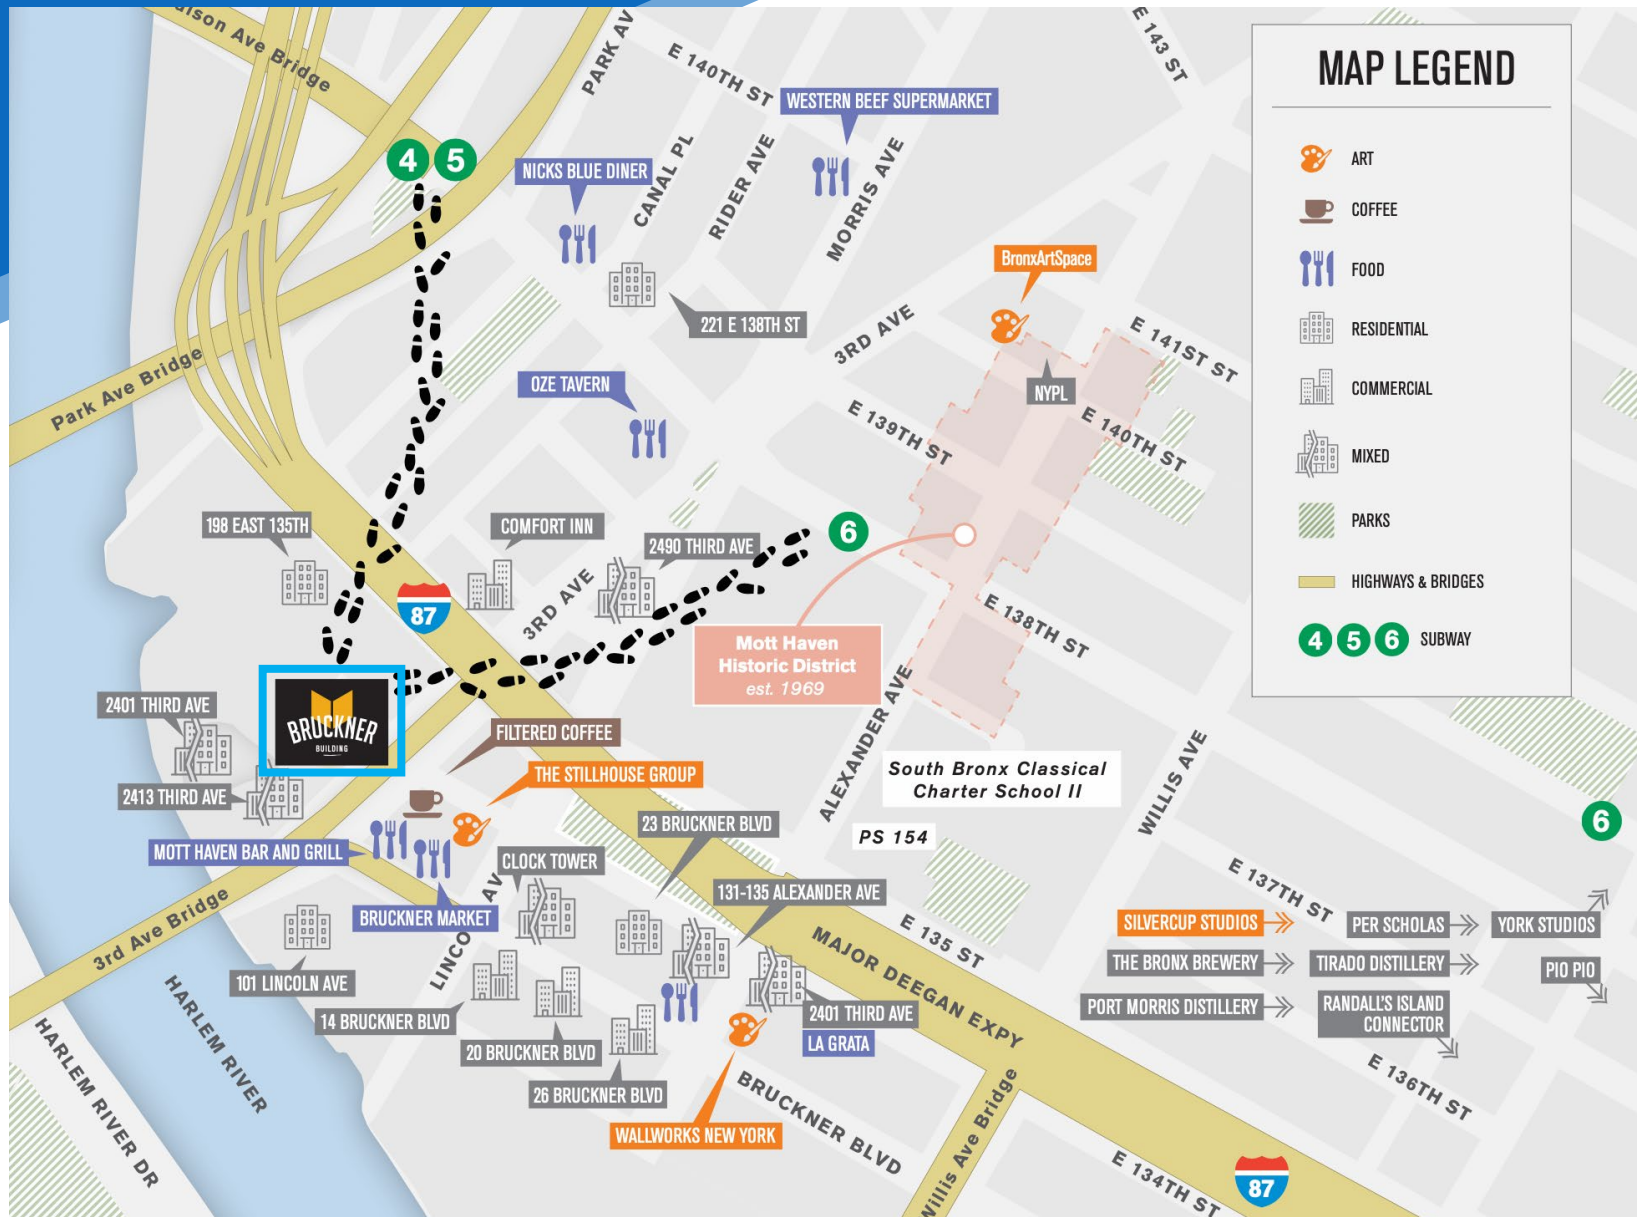 Madison Ave Bridge
PARK AV
E 140TH ST
E 143 ST
WESTERN BEEF SUPERMARKET
4
5
NICKS BLUE DINER
CANAL PL
RIDER AVE
MORRIS AVE
BronxArtSpace
221 E 138TH ST
3RD AVE
E 141ST ST
Park Ave Bridge
OZE TAVERN
NYPL
E 139TH ST
E 140TH ST
198 EAST 135TH
COMFORT INN
2490 THIRD AVE
6
87
3RD AVE
E 138TH ST
Mott Haven
Historic District
est. 1969
2401 THIRD AVE
BRUCKNER
BUILDING
FILTERED COFFEE
ALEXANDER AVE
WILLIS AVE
South Bronx Classical
Charter School II
THE STILLHOUSE GROUP
2413 THIRD AVE
23 BRUCKNER BLVD
PS 154
6
MOTT HAVEN BAR AND GRILL
CLOCK TOWER
BRUCKNER MARKET
131-135 ALEXANDER AVE
E 137TH ST
3rd Ave Bridge
LINCO
AV
E 135 ST
MAJOR DEEGAN EXPY
SILVERCUP STUDIOS
PER SCHOLAS
YORK STUDIOS
THE BRONX BREWERY
TIRADO DISTILLERY
PIO PIO
PORT MORRIS DISTILLERY
RANDALL'S ISLAND
CONNECTOR
101 LINCOLN AVE
14 BRUCKNER BLVD
20 BRUCKNER BLVD
26 BRUCKNER BLVD
2401 THIRD AVE
LA GRATA
HARLEM RIVER
HARLEM RIVER DR
WALLWORKS NEW YORK
BRUCKNER BLVD
Willis Ave Bridge
E 136TH ST
E 134TH ST
87
MAP LEGEND
ART
COFFEE
FOOD
RESIDENTIAL
COMMERCIAL
MIXED
PARKS
HIGHWAYS & BRIDGES
4 5 6 SUBWAY